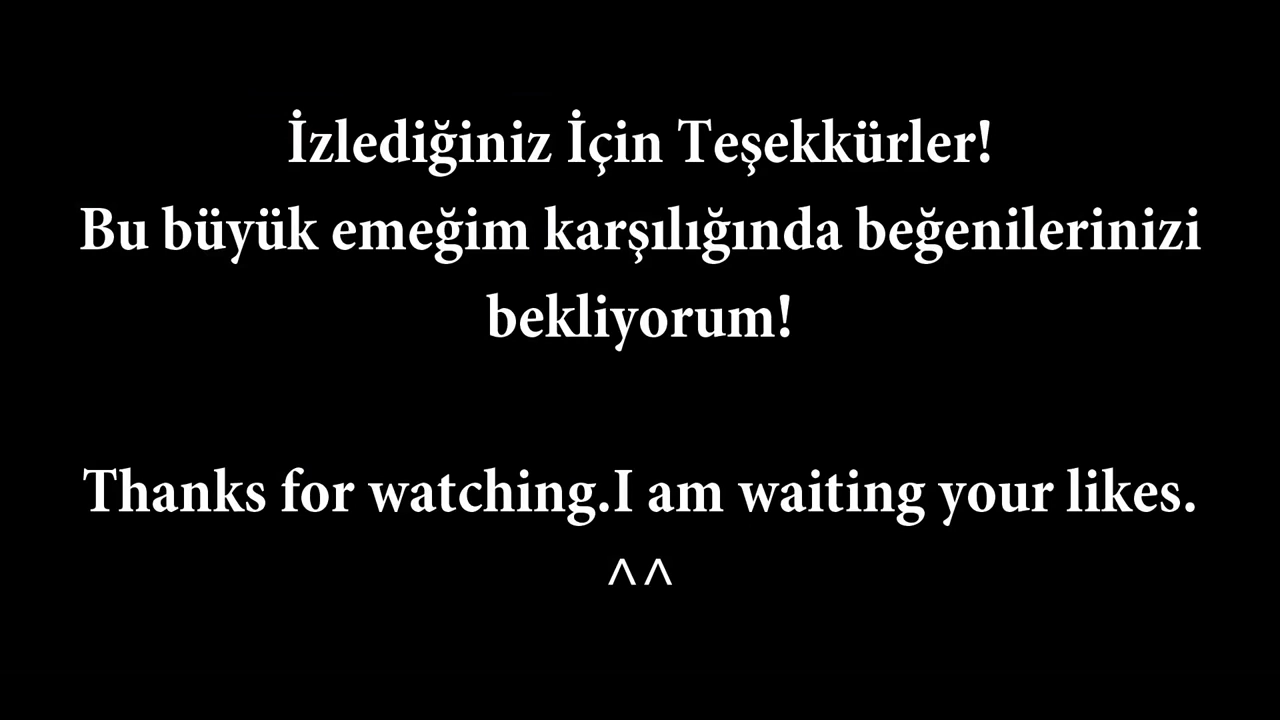 İzlediğiniz İçin Teşekkürler!
Bu büyük emeğim karşılığında beğenilerinizi
bekliyorum!
Thanks for watching.I am waiting your likes.
^^